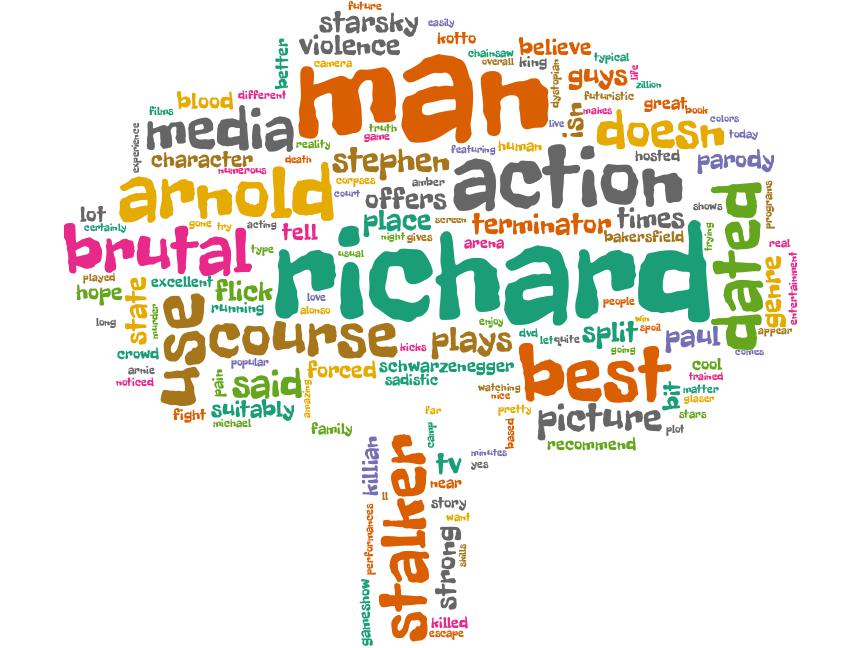 future
starsky
easily
violence
kotto
believe
better
camera
chainsaw
overall
king
typical
man
dystopian
guys
life
zillion
films
blood
different
futuristic
great
book
ish
makes
live
colors
media
truth
game
doesn
today
experience
reality
character
numerous
death
stephen
featuring
human
hosted
parody
arnold
corpses
court
amber
offers
action
lot
certainly
gone
try
acting
tell
place
screen
night
gives
terminator
times
bakersfield
shows
programs
dated
brutal
type
usual
richard
arena
trying
real
genre
entertainment
played
hope
long
state
murder
excellent
running
flick
love
alonso
people
use
course
kicks
plays
enjoy
dvd
let
quite
split
win
spoil
going
paul
comes
appear
crowd
arnie
noticed
popular
forced
schwarzenegger
sadistic
watching
nice
best
bit
cool
trained
matter
glaser
stars
pain
said
amazing
fight
suitably
michael
family
far
pretty
picture
plot
recommend
based
camp
killian
ll
stalker
tv
minutes
yes
near
story
want
performances
strong
skills
gameshow
killed
escape